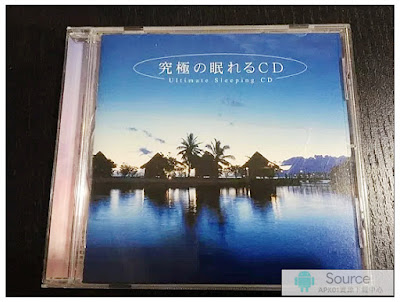 究極の眠れるCD
Ultimate Sleeping CD
Source